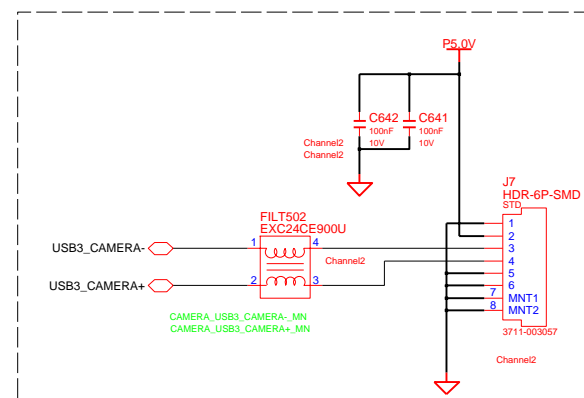 P5.0V
C642
C641
100nF
100nF
10V
10V
Channel2
Channel2
J7
HDR-6P-SMD
STD
FILT502
EXC24CE900U
1
2
3
4
5
6
7
MNT1
8
MNT2
USB3_CAMERA-
1
4
Channel2
USB3_CAMERA+
2
3
CAMERA_USB3_CAMERA-_MN
CAMERA_USB3_CAMERA+_MN
3711-003057
Channel2